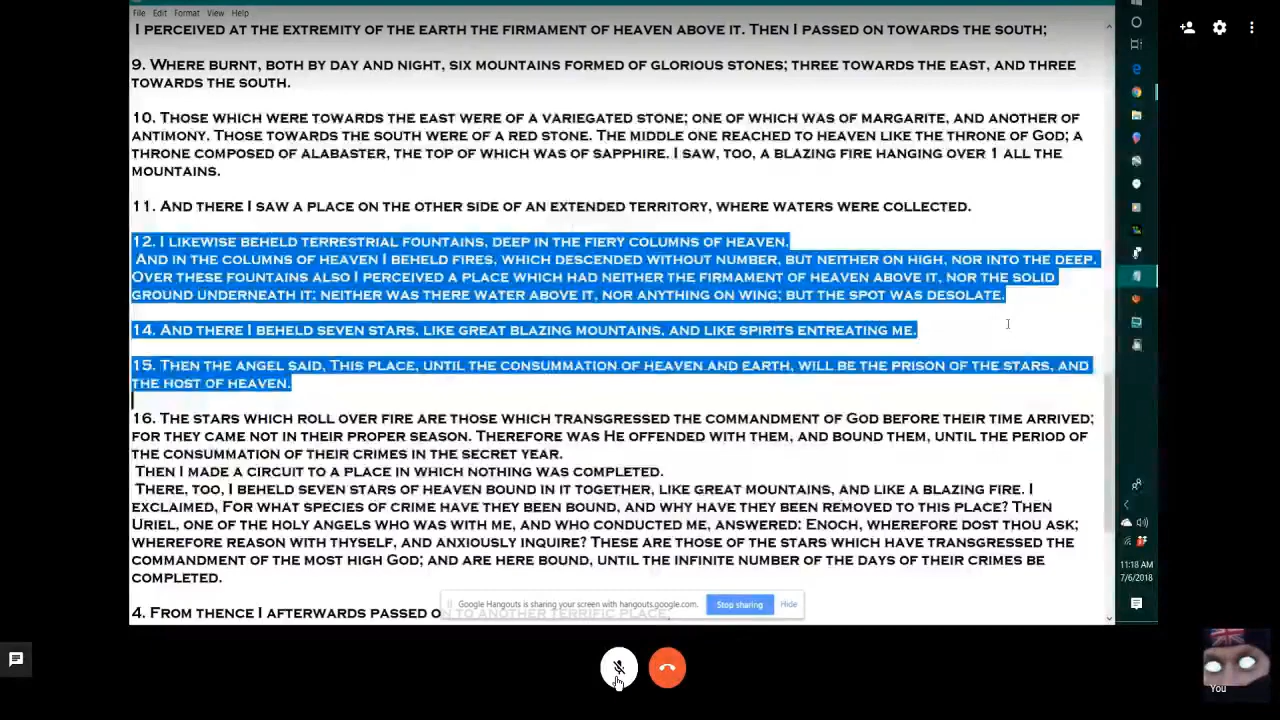 File Edit Format View Help
I PERCEIVED AT THE EXTREMITY OF THE EARTH THE FIRMAMENT OF HEAVEN ABOVE IT. THEN I PASSED ON TOWARDS THE SOUTH;
9. WHERE BURNT, BOTH BY DAY AND NIGHT, SIX MOUNTAINS FORMED OF GLORIOUS STONES; THREE TOWARDS THE EAST, AND THREE
TOWARDS THE SOUTH.
10. THOSE WHICH WERE TOWARDS THE EAST WERE OF A VARIEGATED STONE; ONE OF WHICH WAS OF MARGARITE, AND ANOTHER OF
ANTIMONY. THOSE TOWARDS THE SOUTH WERE OF A RED STONE. THE MIDDLE ONE REACHED TO HEAVEN LIKE THE THRONE OF GOD; A
THRONE COMPOSED OF ALABASTER, THE TOP OF WHICH WAS OF SAPPHIRE. I SAW, TOO, A BLAZING FIRE HANGING OVER 1 ALL THE
MOUNTAINS.
11. AND THERE I SAW A PLACE ON THE OTHER SIDE OF AN EXTENDED TERRITORY, WHERE WATERS WERE COLLECTED.
12. I LIKEWISE BEHELD TERRESTRIAL FOUNTAINS, DEEP IN THE FIERY COLUMNS OF HEAVEN.
AND IN THE COLUMNS OF HEAVEN I BEHELD FIRES, WHICH DESCENDED WITHOUT NUMBER, BUT NEITHER ON HIGH, NOR INTO THE DEEP.
OVER THESE FOUNTAINS ALSO I PERCEIVED A PLACE WHICH HAD NEITHER THE FIRMAMENT OF HEAVEN ABOVE IT, NOR THE SOLID
GROUND UNDERNEATH IT; NEITHER WAS THERE WATER ABOVE IT, NOR ANYTHING ON WING; BUT THE SPOT WAS DESOLATE.
14. AND THERE I BEHELD SEVEN STARS, LIKE GREAT BLAZING MOUNTAINS, AND LIKE SPIRITS ENTREATING ME.
15. THEN THE ANGEL SAID, THIS PLACE, UNTIL THE CONSUMMATION OF HEAVEN AND EARTH, WILL BE THE PRISON OF THE STARS, AND
THE HOST OF HEAVEN.
16. THE STARS WHICH ROLL OVER FIRE ARE THOSE WHICH TRANSGRESSED THE COMMANDMENT OF GOD BEFORE THEIR TIME ARRIVED;
FOR THEY CAME NOT IN THEIR PROPER SEASON. THEREFORE WAS HE OFFENDED WITH THEM, AND BOUND THEM, UNTIL THE PERIOD OF
THE CONSUMMATION OF THEIR CRIMES IN THE SECRET YEAR.
THEN I MADE A CIRCUIT TO A PLACE IN WHICH NOTHING WAS COMPLETED.
THERE, TOO, I BEHELD SEVEN STARS OF HEAVEN BOUND IN IT TOGETHER, LIKE GREAT MOUNTAINS, AND LIKE A BLAZING FIRE. I
EXCLAIMED, FOR WHAT SPECIES OF CRIME HAVE THEY BEEN BOUND, AND WHY HAVE THEY BEEN REMOVED TO THIS PLACE? THEN
URIEL, ONE OF THE HOLY ANGELS WHO WAS WITH ME, AND WHO CONDUCTED ME, ANSWERED: ENOCH, WHEREFORE DOST THOU ASK;
WHEREFORE REASON WITH THYSELF, AND ANXIOUSLY INQUIRE? THESE ARE THOSE OF THE STARS WHICH HAVE TRANSGRESSED THE
COMMANDMENT OF THE MOST HIGH GOD; AND ARE HERE BOUND, UNTIL THE INFINITE NUMBER OF THE DAYS OF THEIR CRIMES BE
COMPLETED.
4. FROM THENCE I AFTERWARDS PASSED ON TO ANOTHER TERRIFIC PLACE;
Google Hangouts is sharing your screen with hangouts.google.com.
Stop sharing
Hide
11:18 AM
7/6/2018
You